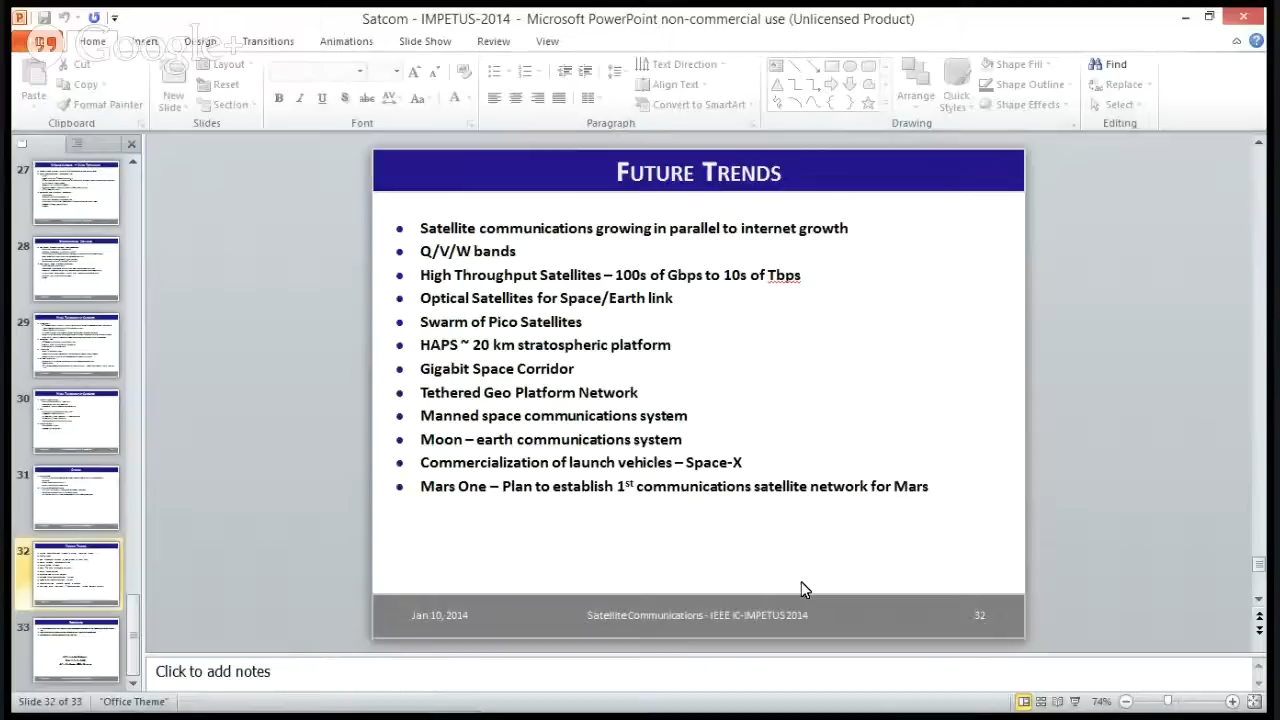 Satcom - IMPETUS-2014 - Microsoft PowerPoint non-commercial use (Unlicensed Product)
Google+
Home Insert Design Transitions Animations Slide Show Review View
Cut
Copy
Format Painter
Paste
Clipboard
New Slide
Layout
Reset
Section
Slides
Font
Text Direction
Align Text
Convert to SmartArt
Paragraph
Arrange
Quick Styles
Shape Fill
Shape Outline
Shape Effects
Drawing
Find
Replace
Select
Editing
27
28
29
30
31
32
33
Future Trends
• Satellite communications growing in parallel to internet growth
• Q/V/W bands
• High Throughput Satellites – 100s of Gbps to 10s of Tbps
• Optical Satellites for Space/Earth link
• Swarm of Pico Satellites
• HAPS ~ 20 km stratospheric platform
• Gigabit Space Corridor
• Tethered Geo Platform Network
• Manned space communications system
• Moon – earth communications system
• Commercialization of launch vehicles – Space-X
• Mars One – Plan to establish 1st communications satellite network for Mars
Jan 10, 2014 Satellite Communications - IEEE IC-IMPETUS 2014 32
Click to add notes
Slide 32 of 33 "Office Theme" 74%